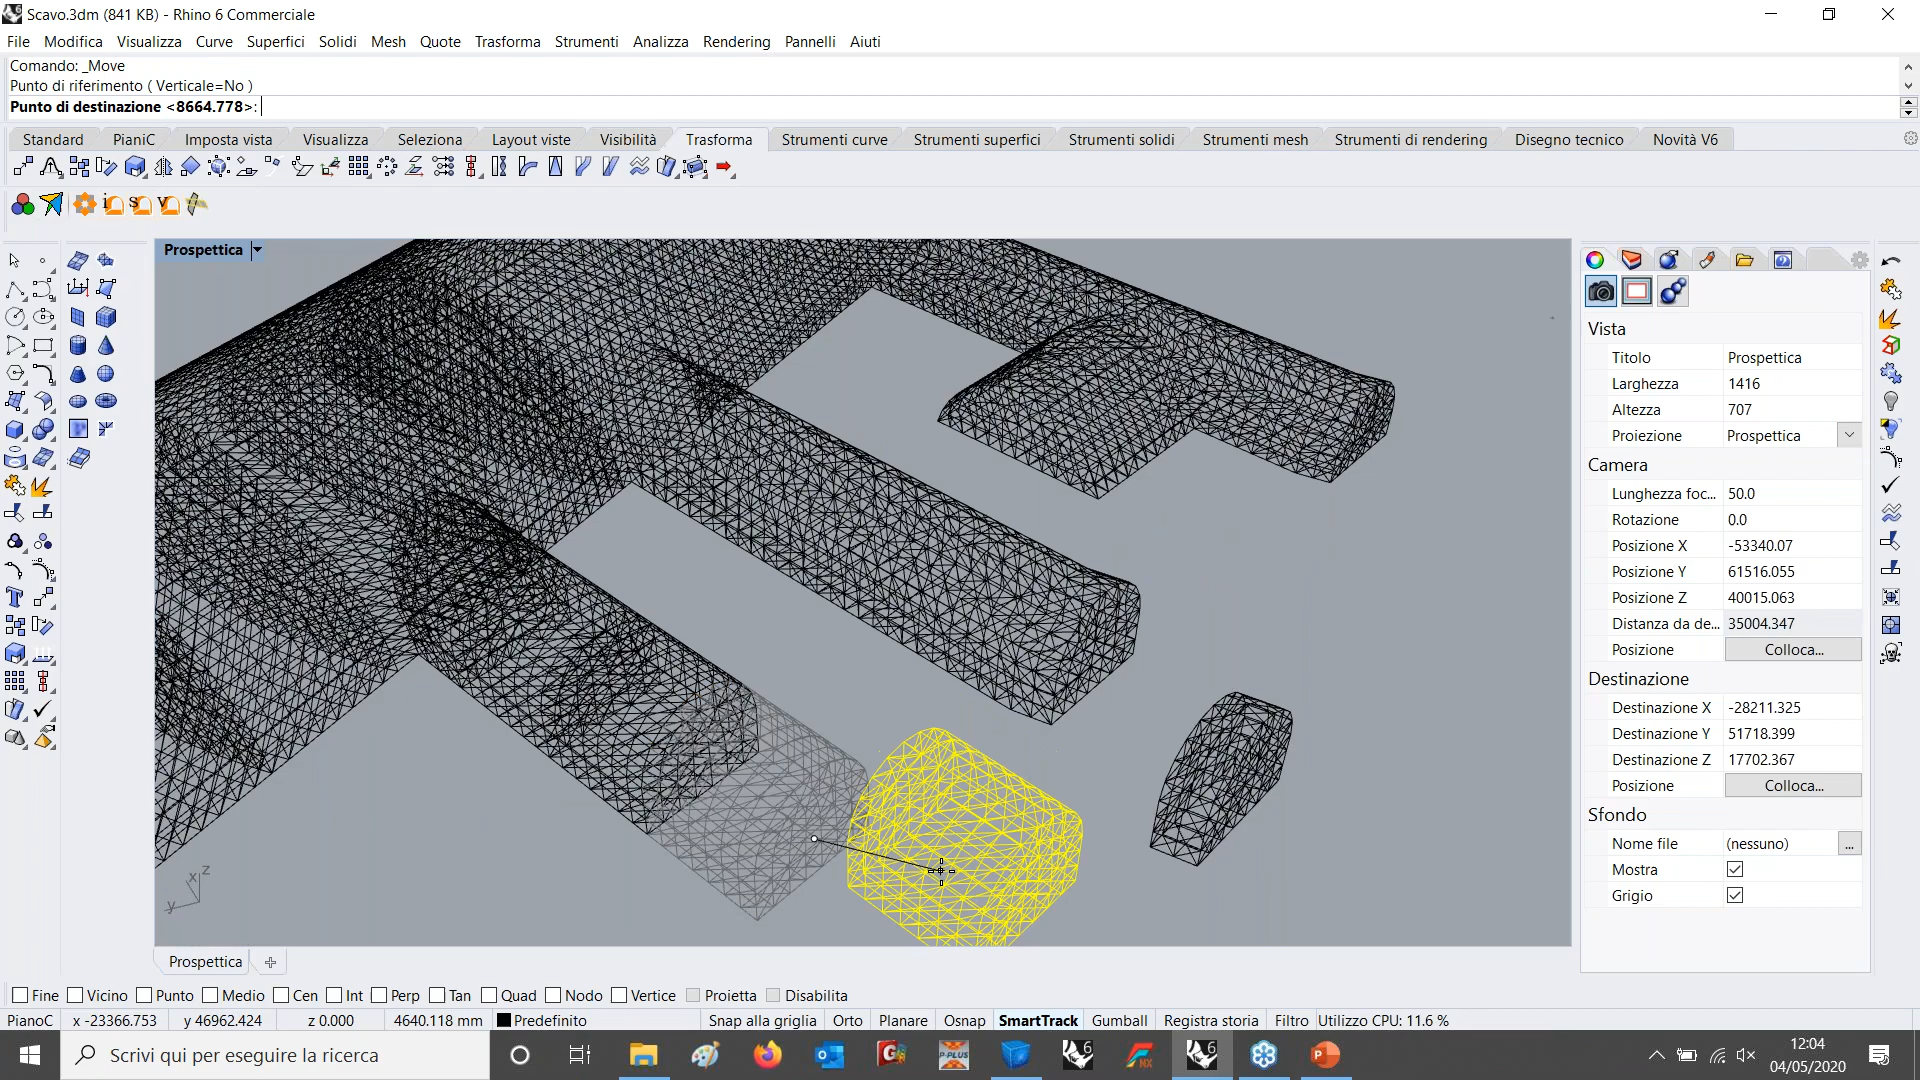 Scavo.3dm (841 KB) - Rhino 6 Commerciale
File Modifica Visualizza Curve Superfici Solidi Mesh Quote Trasforma Strumenti Analizza Rendering Pannelli Aiuti
Comando: _Move
Punto di riferimento ( Verticale=No )
Punto di destinazione <8664.778>:
Standard PianiC Imposta vista Visualizza Seleziona Layout viste Visibilità Trasforma Strumenti curve Strumenti superfici Strumenti solidi Strumenti mesh Strumenti di rendering Disegno tecnico Novità V6
Prospettica
Vista
Titolo Prospettica
Larghezza 1416
Altezza 707
Proiezione Prospettica
Camera
Lunghezza foc... 50.0
Rotazione 0.0
Posizione X -53340.07
Posizione Y 61516.055
Posizione Z 40015.063
Distanza da de... 35004.347
Posizione Colloca...
Destinazione
Destinazione X -28211.325
Destinazione Y 51718.399
Destinazione Z 17702.367
Posizione Colloca...
Sfondo
Nome file (nessuno) ...
Mostra
Grigio
z
x
y
Prospettica
Fine Vicino Punto Medio Cen Int Perp Tan Quad Nodo Vertice Proietta Disabilita
PianoC x -23366.753 y 46962.424 z 0.000 4640.118 mm Predefinito Snap alla griglia Orto Planare Osnap SmartTrack Gumball Registra storia Filtro Utilizzo CPU: 11.6 %
Scrivi qui per eseguire la ricerca
12:04
04/05/2020